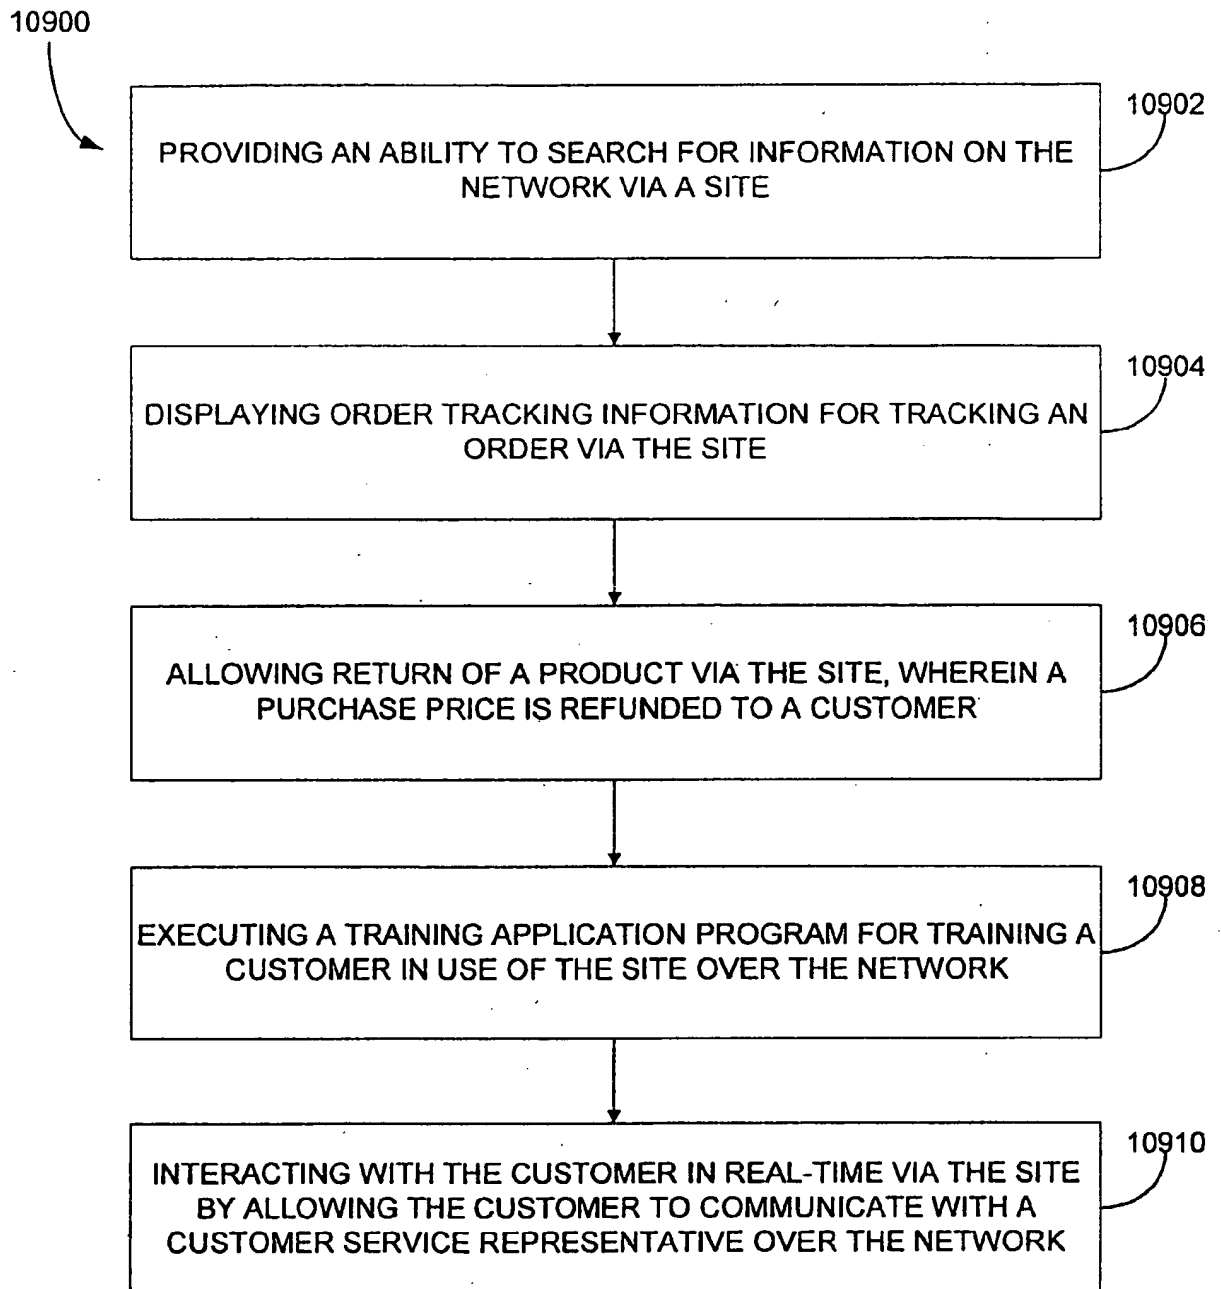 10900
10902
PROVIDING AN ABILITY TO SEARCH FOR INFORMATION ON THE
NETWORK VIA A SITE
10904
DISPLAYING ORDER TRACKING INFORMATION FOR TRACKING AN
ORDER VIA THE SITE
10906
ALLOWING RETURN OF A PRODUCT VIA THE SITE, WHEREIN A
PURCHASE PRICE IS REFUNDED TO A CUSTOMER
10908
EXECUTING A TRAINING APPLICATION PROGRAM FOR TRAINING A
CUSTOMER IN USE OF THE SITE OVER THE NETWORK
10910
INTERACTING WITH THE CUSTOMER IN REAL-TIME VIA THE SITE
BY ALLOWING THE CUSTOMER TO COMMUNICATE WITH A
CUSTOMER SERVICE REPRESENTATIVE OVER THE NETWORK